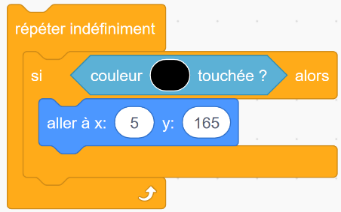 répéter indéfiniment
si couleur touchée ? alors
aller à x: 5 y: 165